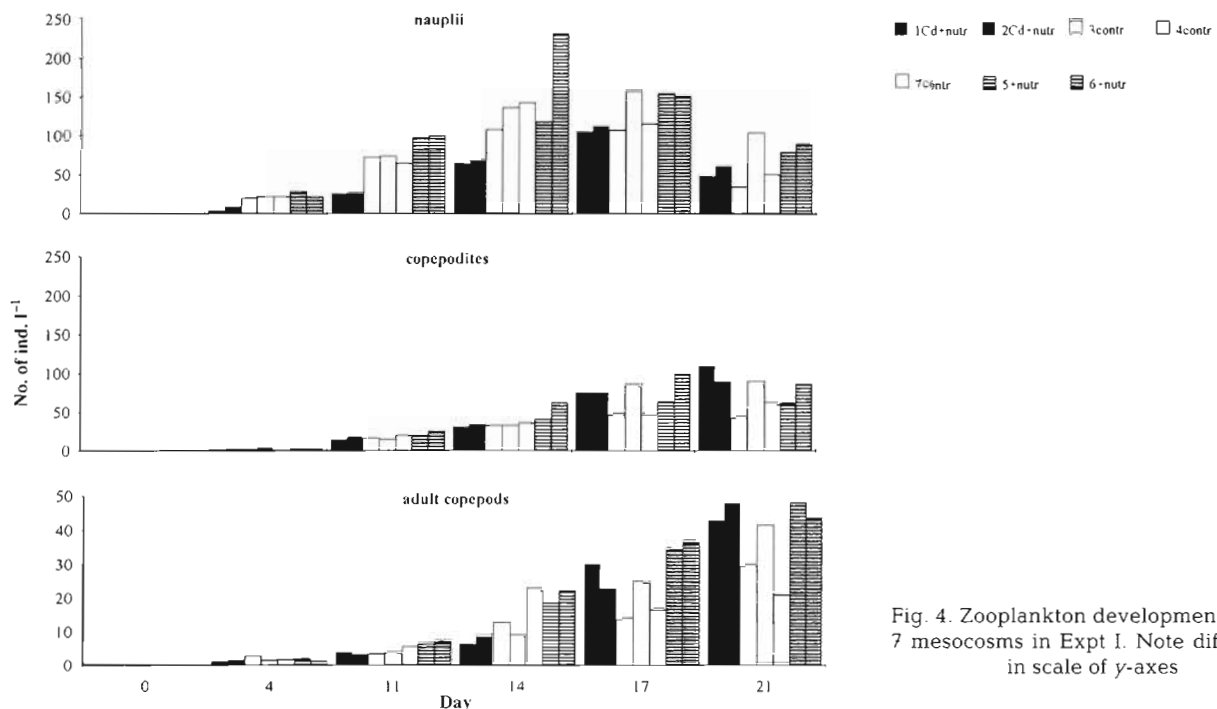 nauplii
250
200
150
100
50
0
1Cd+nutr 2Cd+nutr 3contr 4contr
7contr 5+nutr 6+nutr
copepodites
250
200
150
100
50
0
No. of ind. l⁻¹
adult copepods
50
40
30
20
10
0
0 4 11 14 17 21
Day
Fig. 4. Zooplankton developmen
7 mesocosms in Expt I. Note dif
in scale of y-axes